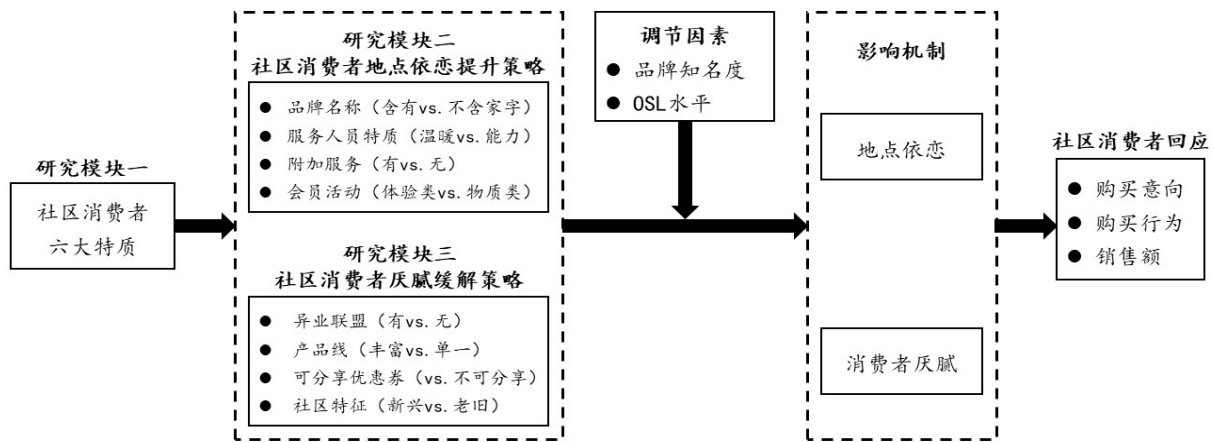 研究模块一
社区消费者
六大特质
研究模块二
社区消费者地点依恋提升策略
● 品牌名称（含有vs.不含家字）
● 服务人员特质（温暖vs.能力）
● 附加服务（有vs.无）
● 会员活动（体验类vs.物质类）
研究模块三
社区消费者厌腻缓解策略
● 异业联盟（有vs.无）
● 产品线（丰富vs.单一）
● 可分享优惠券（vs.不可分享）
● 社区特征（新兴vs.老旧）
调节因素
● 品牌知名度
● OSL水平
影响机制
地点依恋
消费者厌腻
社区消费者回应
● 购买意向
● 购买行为
● 销售额